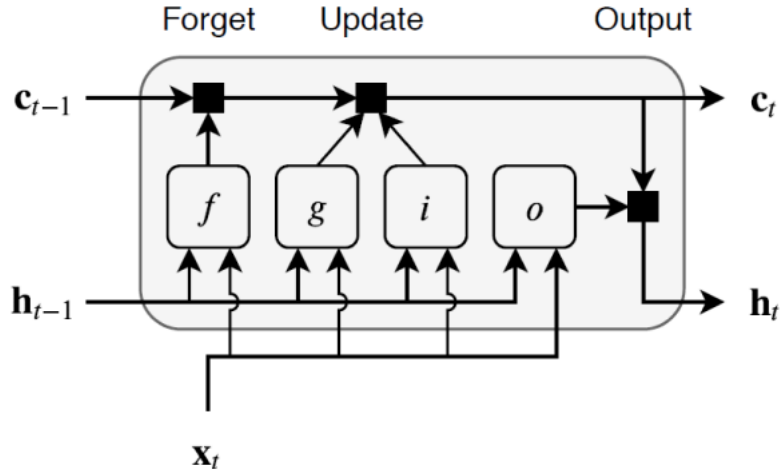 Forget Update Output
c_{t−1} c_t
f g i o
h_{t−1} h_t
x_t